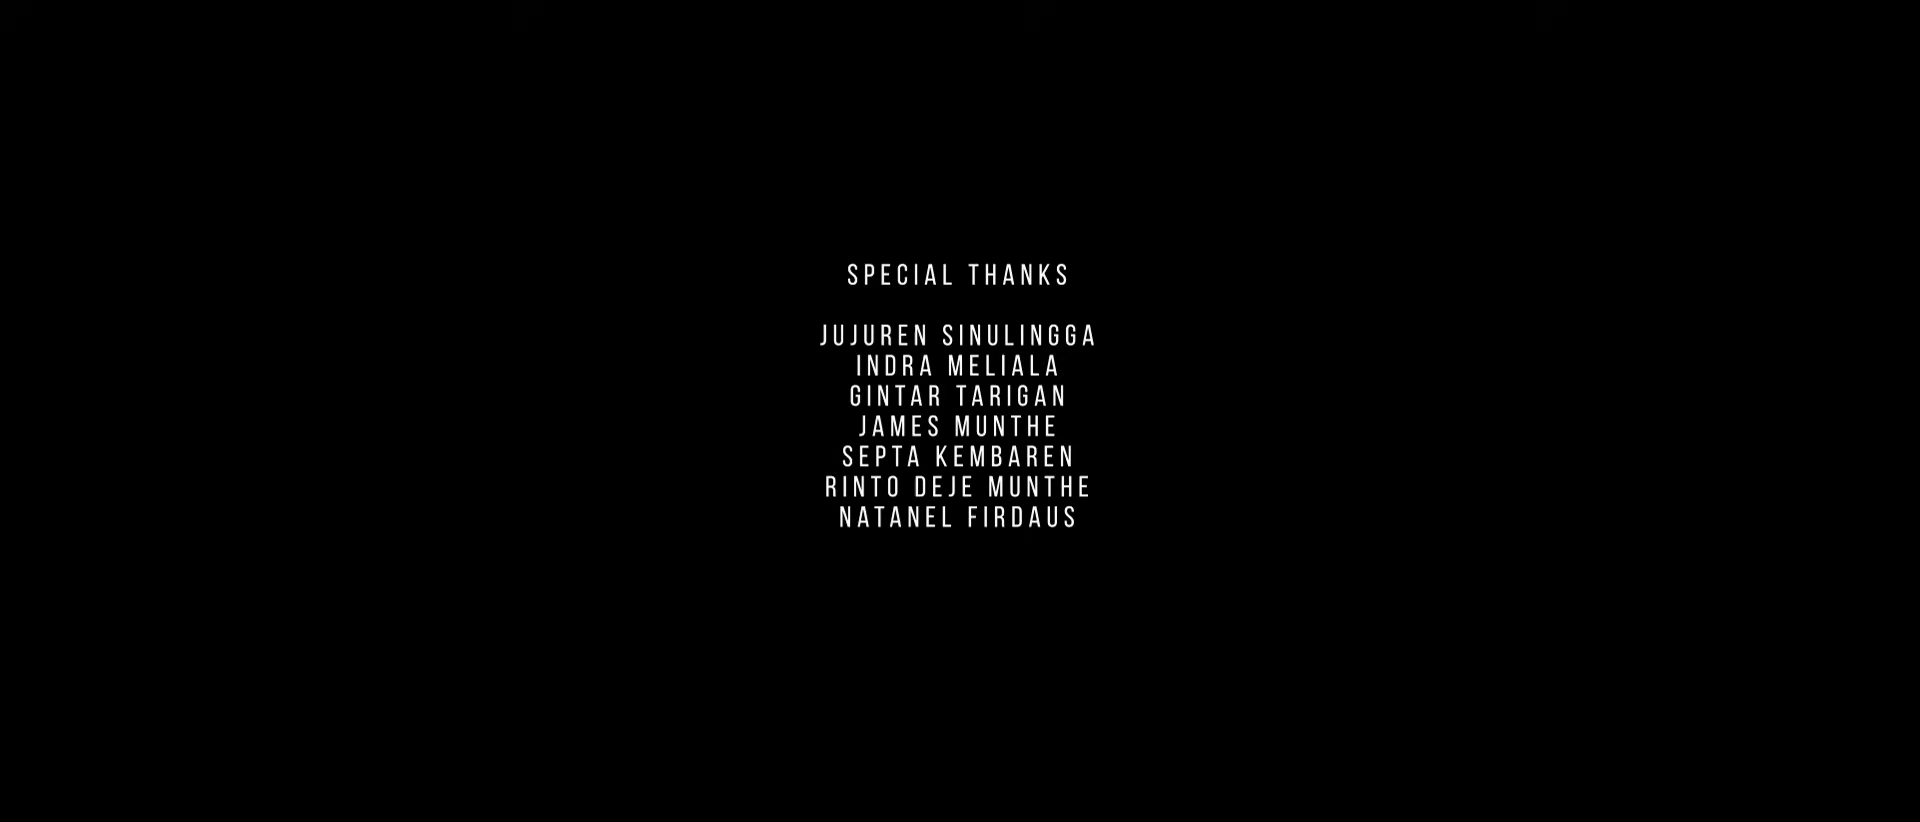 SPECIAL THANKS
JUJUREN SINULINGGA
INDRA MELIALA
GINTAR TARIGAN
JAMES MUNTHE
SEPTA KEMBAREN
RINTO DEJE MUNTHE
NATANEL FIRDAUS